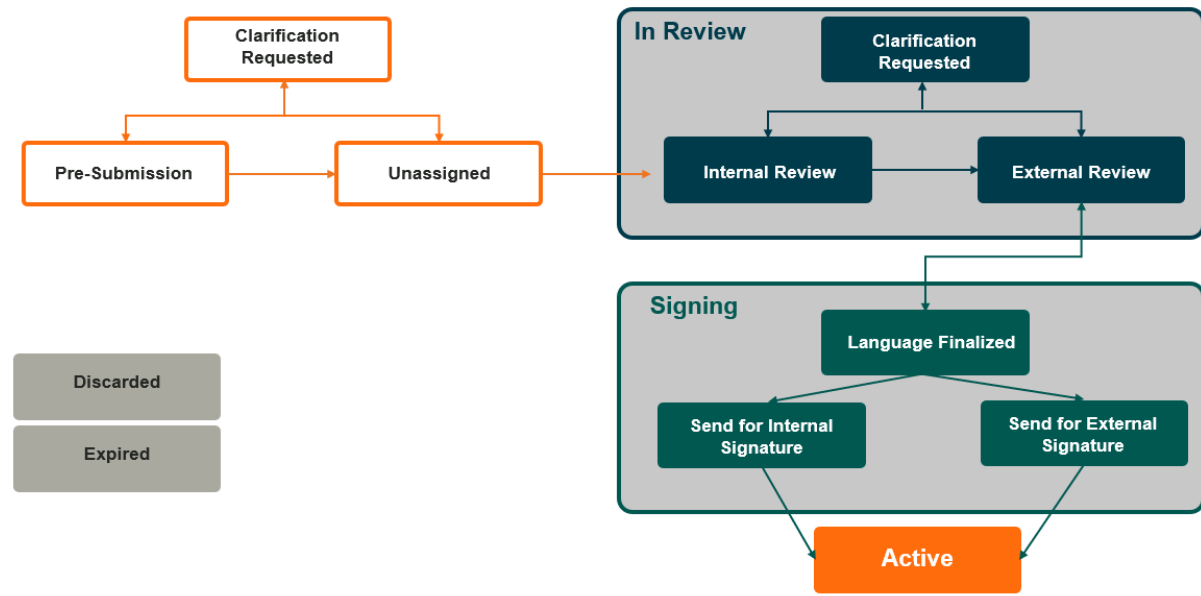 Clarification
Requested
Pre-Submission
Unassigned
In Review
Clarification
Requested
Internal Review
External Review
Signing
Language Finalized
Send for Internal
Signature
Send for External
Signature
Active
Discarded
Expired